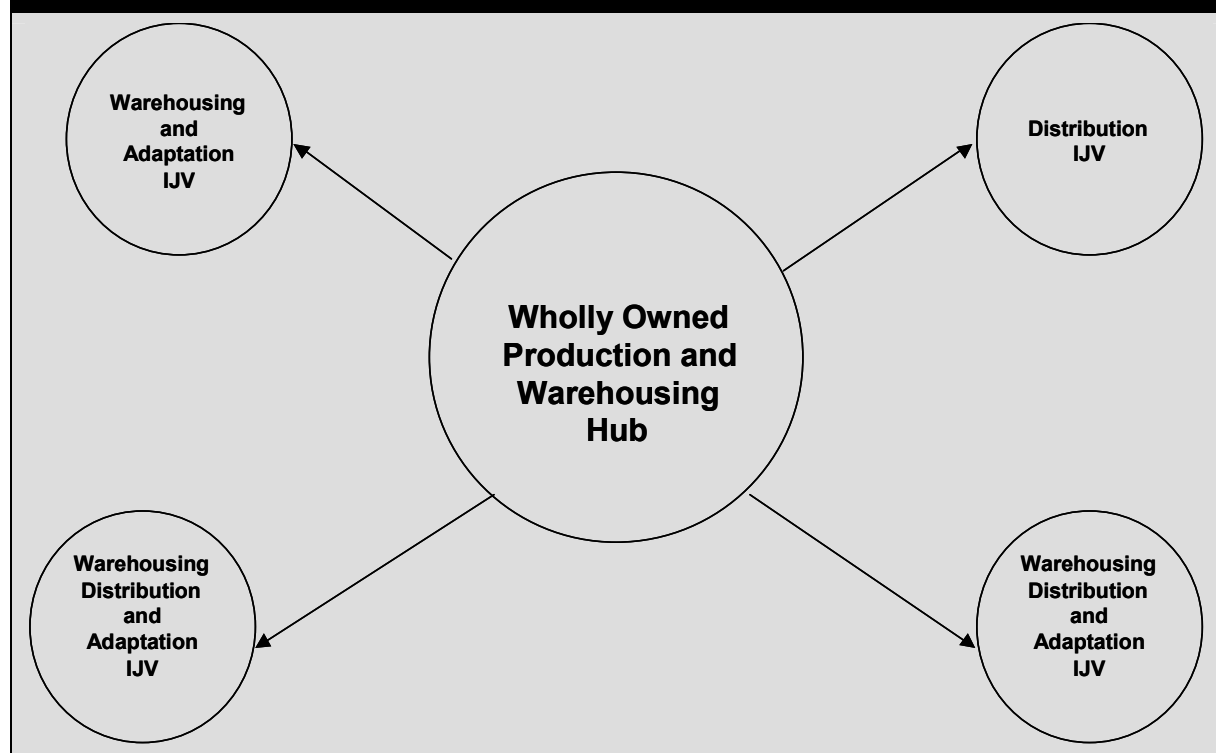 Warehousing
and
Adaptation
IJV
Distribution
IJV
Wholly Owned
Production and
Warehousing
Hub
Warehousing
Distribution
and
Adaptation
IJV
Warehousing
Distribution
and
Adaptation
IJV